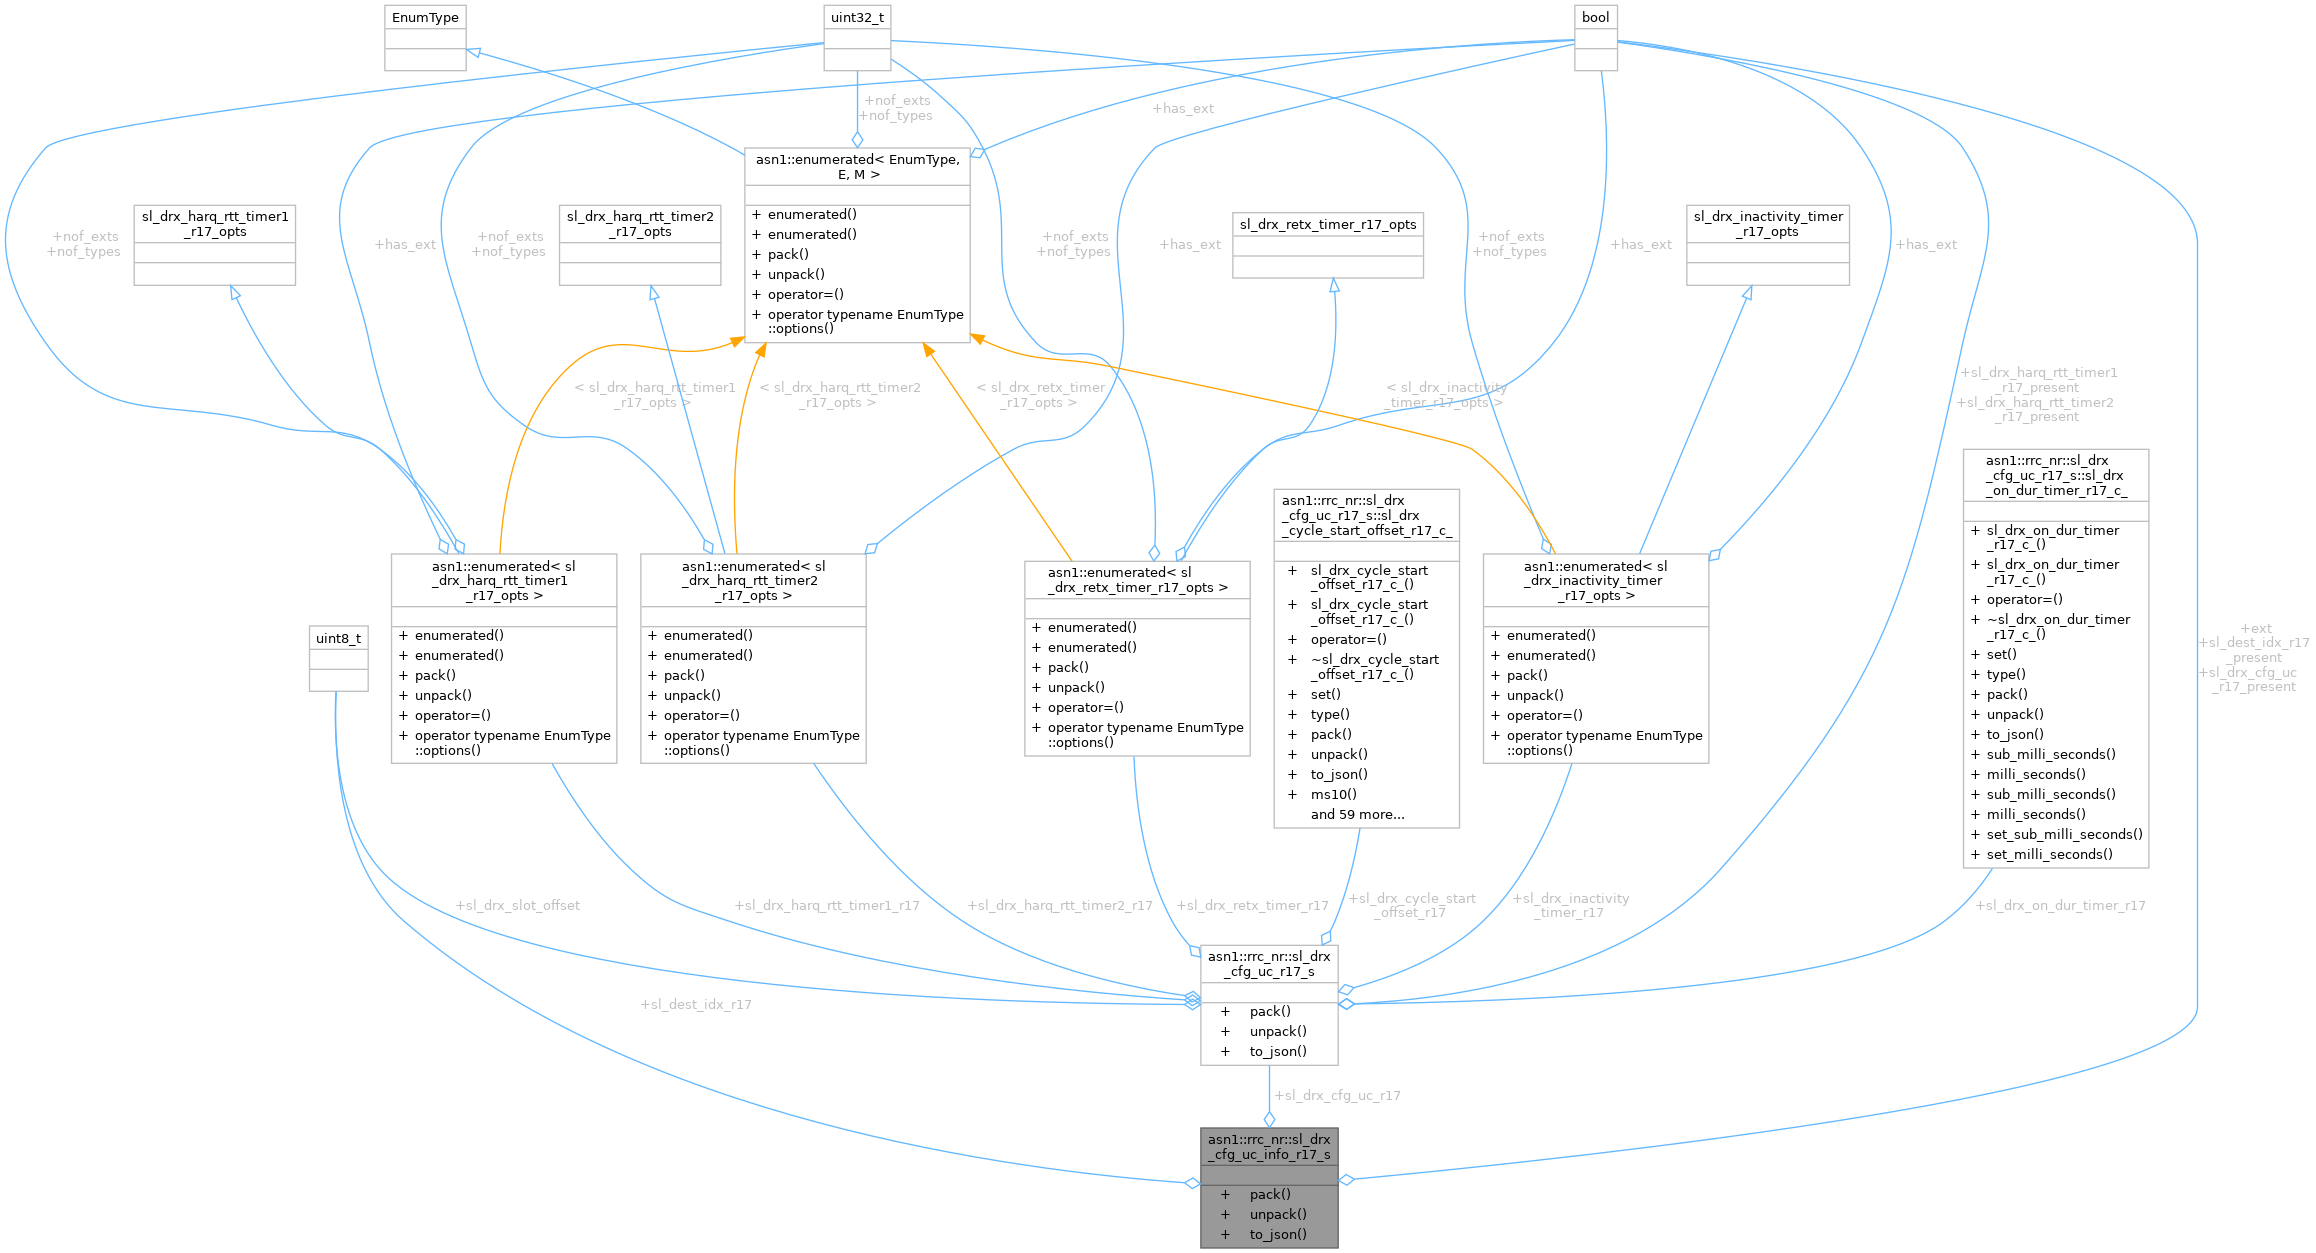 EnumType
uint32_t
bool
+nof_exts
+nof_types
+has_ext
asn1::enumerated< EnumType,
E, M >
+ enumerated()
+ enumerated()
+ pack()
+ unpack()
+ operator=()
+ operator typename EnumType
::options()
sl_drx_harq_rtt_timer1
_r17_opts
sl_drx_harq_rtt_timer2
_r17_opts
sl_drx_retx_timer_r17_opts
sl_drx_inactivity_timer
_r17_opts
+nof_exts
+nof_types
+has_ext
+nof_exts
+nof_types
+nof_exts
+nof_types
+has_ext
+nof_exts
+nof_types
+has_ext
+has_ext
< sl_drx_harq_rtt_timer1
_r17_opts >
< sl_drx_harq_rtt_timer2
_r17_opts >
< sl_drx_retx_timer
_r17_opts >
< sl_drx_inactivity
_timer_r17_opts >
+sl_drx_harq_rtt_timer1
_r17_present
+sl_drx_harq_rtt_timer2
_r17_present
asn1::enumerated< sl
_drx_harq_rtt_timer1
_r17_opts >
+ enumerated()
+ enumerated()
+ pack()
+ unpack()
+ operator=()
+ operator typename EnumType
::options()
asn1::enumerated< sl
_drx_harq_rtt_timer2
_r17_opts >
+ enumerated()
+ enumerated()
+ pack()
+ unpack()
+ operator=()
+ operator typename EnumType
::options()
asn1::enumerated< sl
_drx_retx_timer_r17_opts >
+ enumerated()
+ enumerated()
+ pack()
+ unpack()
+ operator=()
+ operator typename EnumType
::options()
asn1::rrc_nr::sl_drx
_cfg_uc_r17_s::sl_drx
_cycle_start_offset_r17_c_
+ sl_drx_cycle_start
_offset_r17_c_()
+ sl_drx_cycle_start
_offset_r17_c_()
+ operator=()
+ ~sl_drx_cycle_start
_offset_r17_c_()
+ set()
+ type()
+ pack()
+ unpack()
+ to_json()
+ ms10()
and 59 more...
asn1::enumerated< sl
_drx_inactivity_timer
_r17_opts >
+ enumerated()
+ enumerated()
+ pack()
+ unpack()
+ operator=()
+ operator typename EnumType
::options()
asn1::rrc_nr::sl_drx
_cfg_uc_r17_s::sl_drx
_on_dur_timer_r17_c_
+ sl_drx_on_dur_timer
_r17_c_()
+ sl_drx_on_dur_timer
_r17_c_()
+ operator=()
+ ~sl_drx_on_dur_timer
_r17_c_()
+ set()
+ type()
+ pack()
+ unpack()
+ to_json()
+ sub_milli_seconds()
+ milli_seconds()
+ sub_milli_seconds()
+ milli_seconds()
+ set_sub_milli_seconds()
+ set_milli_seconds()
uint8_t
+ext
+sl_dest_idx_r17
_present
+sl_drx_cfg_uc
_r17_present
+sl_drx_slot_offset
+sl_drx_harq_rtt_timer1_r17
+sl_drx_harq_rtt_timer2_r17
+sl_drx_retx_timer_r17
+sl_drx_cycle_start
_offset_r17
+sl_drx_inactivity
_timer_r17
+sl_drx_on_dur_timer_r17
+sl_dest_idx_r17
asn1::rrc_nr::sl_drx
_cfg_uc_r17_s
+ pack()
+ unpack()
+ to_json()
+sl_drx_cfg_uc_r17
asn1::rrc_nr::sl_drx
_cfg_uc_info_r17_s
+ pack()
+ unpack()
+ to_json()